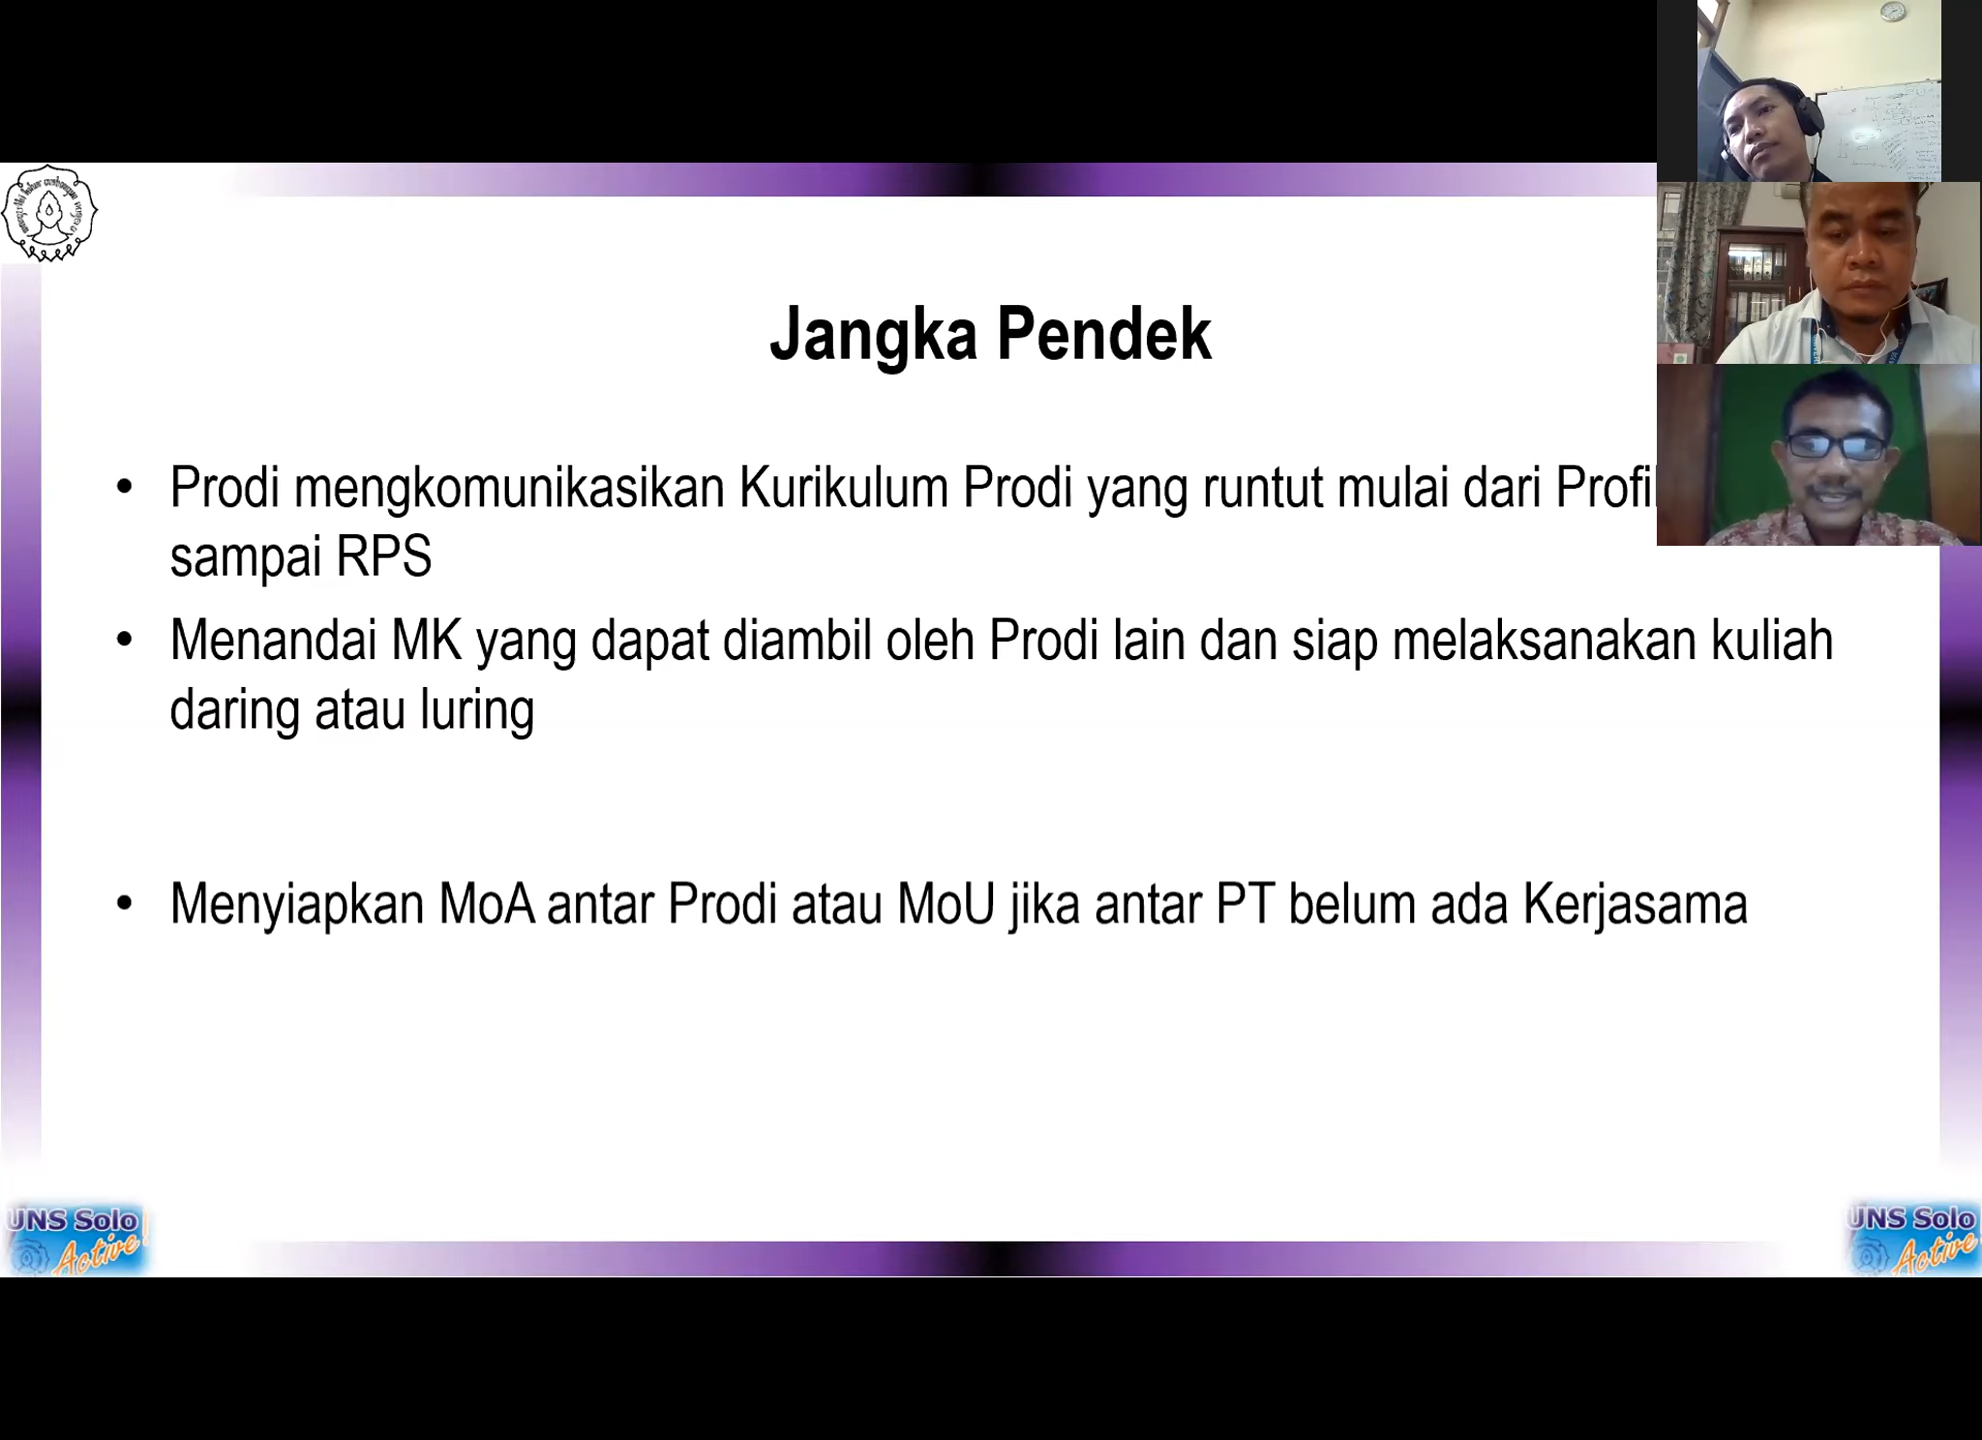 Jangka Pendek
• Prodi mengkomunikasikan Kurikulum Prodi yang runtut mulai dari Profil
sampai RPS
• Menandai MK yang dapat diambil oleh Prodi lain dan siap melaksanakan kuliah
daring atau luring
• Menyiapkan MoA antar Prodi atau MoU jika antar PT belum ada Kerjasama
UNS Solo
Active!
UNS Solo
Active